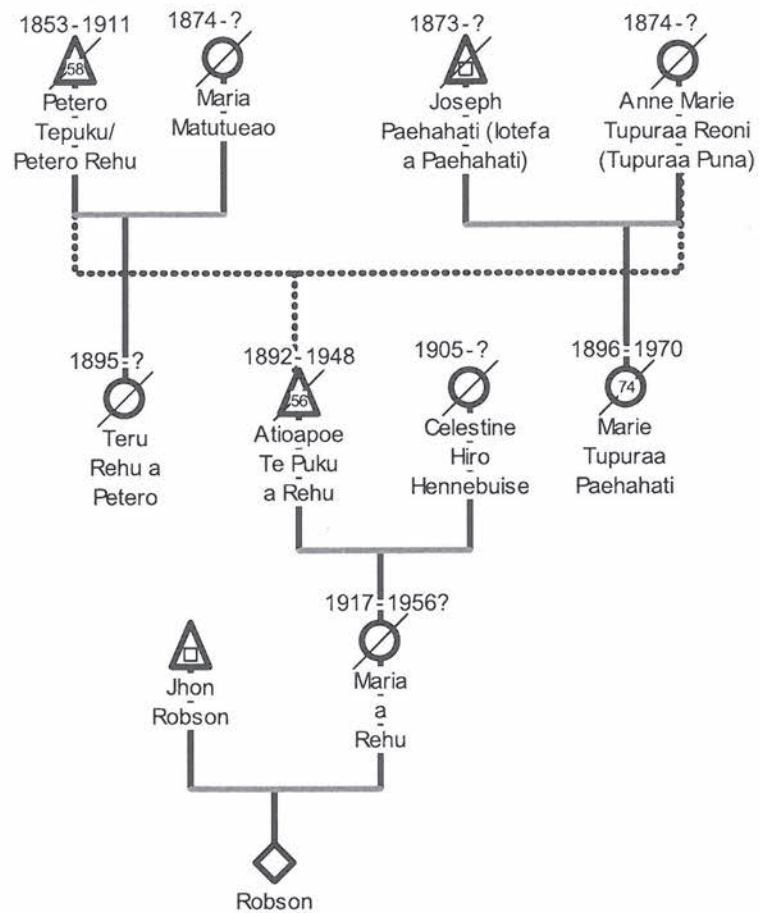 1853-1911
58
Petero
Tepuku/
Petero Rehu
1874-?
Maria
Matutueao
1873-?
Joseph
Paehahati (Iotefa
a Paehahati)
1874-?
Anne Marie
Tupuraa Reoni
(Tupuraa Puna)
1895-?
Teru
Rehu a
Petero
1892-1948
56
Atioapoe
Te Puku
a Rehu
1905-?
Celestine
Hiro
Hennebuise
1896-1970
74
Marie
Tupuraa
Paehahati
1917-1956?
Maria
a
Rehu
Jhon
Robson
Robson